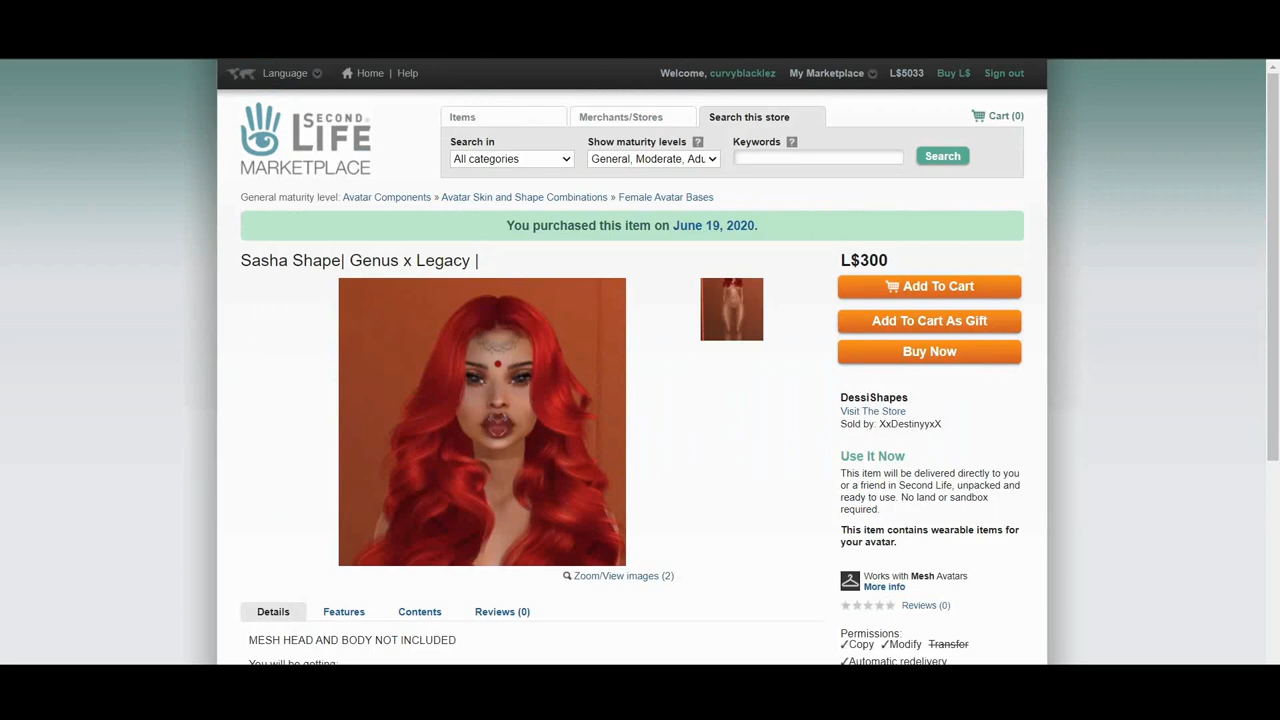 Language
Home | Help
Welcome, curvyblacklez
My Marketplace
L$5033
Buy L$
Sign out
SECOND LIFE
MARKETPLACE
Items
Merchants/Stores
Search this store
Cart (0)
Search in
Show maturity levels ?
Keywords ?
All categories
General, Moderate, Adu
Search
General maturity level: Avatar Components » Avatar Skin and Shape Combinations » Female Avatar Bases
You purchased this item on June 19, 2020.
Sasha Shape| Genus x Legacy |
L$300
Add To Cart
Add To Cart As Gift
Buy Now
DessiShapes
Visit The Store
Sold by: XxDestinyyxX
Use It Now
This item will be delivered directly to you
or a friend in Second Life, unpacked and
ready to use. No land or sandbox
required.
This item contains wearable items for
your avatar.
Zoom/View images (2)
Works with Mesh Avatars
More info
Reviews (0)
Details
Features
Contents
Reviews (0)
Permissions:
✓Copy ✓Modify Transfer
✓Automatic redelivery
MESH HEAD AND BODY NOT INCLUDED
You will be getting: